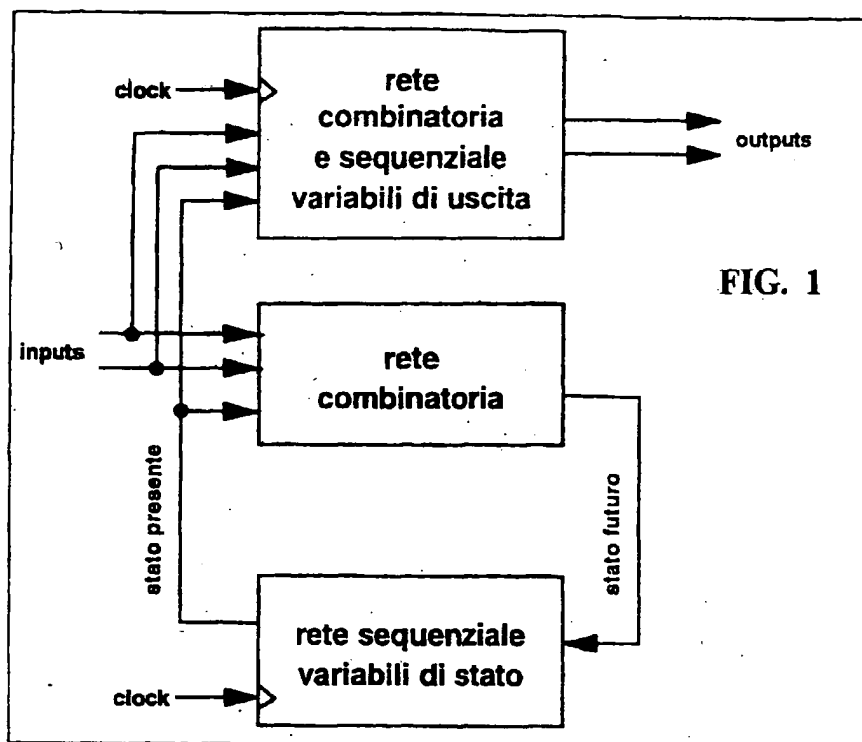 rete
combinatoria
e sequenziale
variabili di uscita
clock
outputs
FIG. 1
inputs
rete
combinatoria
stato presente
stato futuro
rete sequenziale
variabili di stato
clock